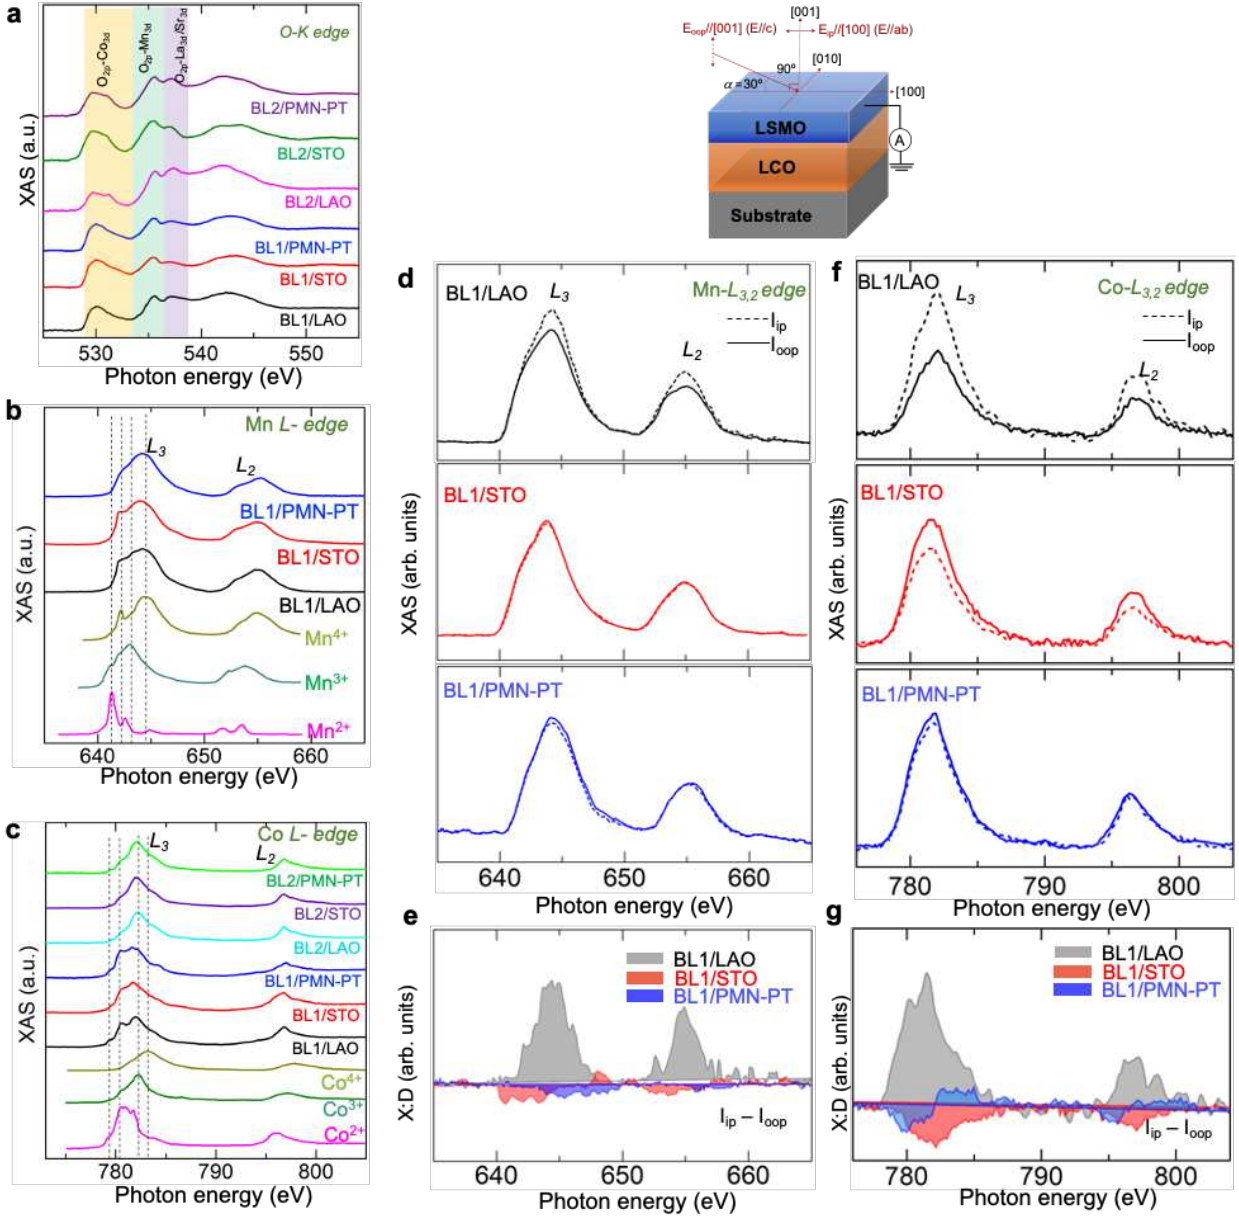 a
O-K edge
O2p-Co3d
O2p-Mn3d
O2p-La3d/Sr3d
BL2/PMN-PT
BL2/STO
BL2/LAO
BL1/PMN-PT
BL1/STO
BL1/LAO
XAS (a.u.)
530 540 550
Photon energy (eV)
[001]
Eoop//[001] (E//c)
Eip//[100] (E//ab)
90°
[010]
α=30°
[100]
LSMO
A
LCO
Substrate
b
Mn L- edge
L3
L2
BL1/PMN-PT
BL1/STO
BL1/LAO
Mn4+
Mn3+
Mn2+
XAS (a.u.)
640 650 660
Photon energy (eV)
c
Co L- edge
L3
L2
BL2/PMN-PT
BL2/STO
BL2/LAO
BL1/PMN-PT
BL1/STO
BL1/LAO
Co4+
Co3+
Co2+
XAS (a.u.)
780 790 800
Photon energy (eV)
d
BL1/LAO
L3
Mn-L3,2 edge
Iip
Ioop
L2
BL1/STO
BL1/PMN-PT
XAS (arb. units)
640 650 660
Photon energy (eV)
e
BL1/LAO
BL1/STO
BL1/PMN-PT
Iip – Ioop
X:D (arb. units)
640 650 660
Photon energy (eV)
f
BL1/LAO
L3
Co-L3,2 edge
Iip
Ioop
L2
BL1/STO
BL1/PMN-PT
XAS (arb. units)
780 790 800
Photon energy (eV)
g
BL1/LAO
BL1/STO
BL1/PMN-PT
Iip – Ioop
X:D (arb. units)
780 790 800
Photon energy (eV)